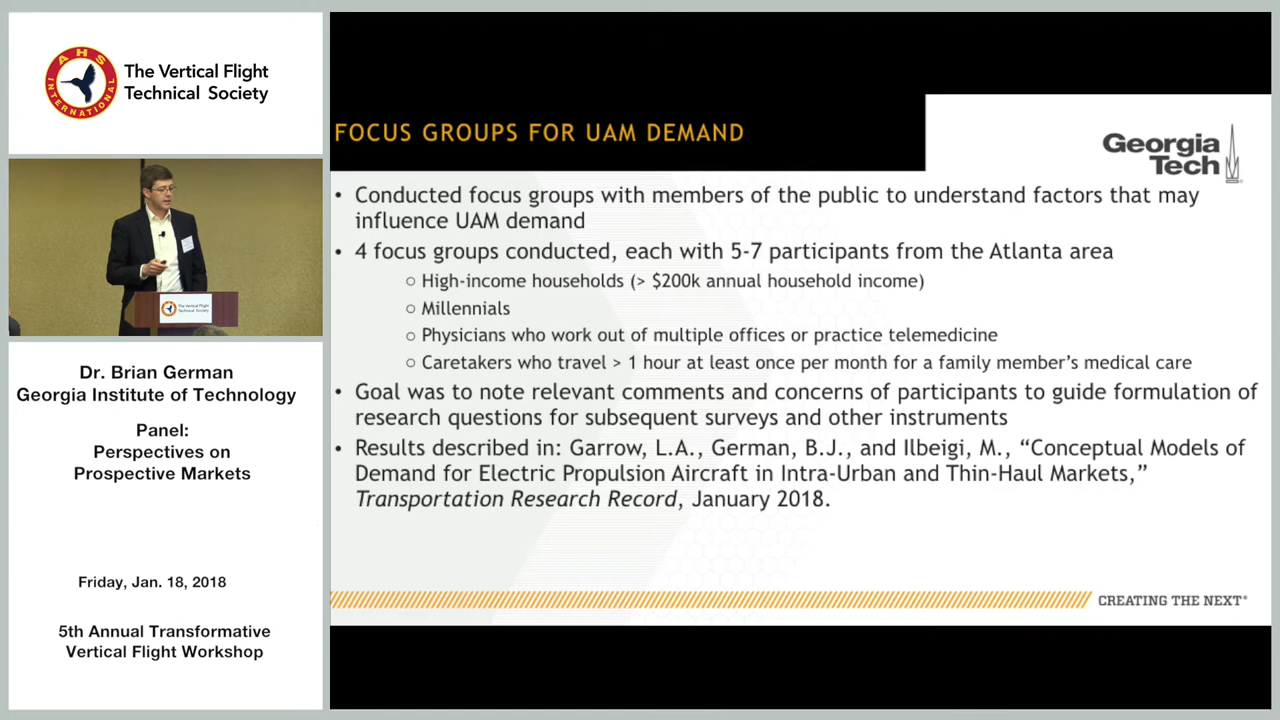 AHS
INTERNATIONAL
The Vertical Flight
Technical Society
Dr. Brian German
Georgia Institute of Technology
Panel:
Perspectives on
Prospective Markets
Friday, Jan. 18, 2018
5th Annual Transformative
Vertical Flight Workshop
FOCUS GROUPS FOR UAM DEMAND
Georgia
Tech
• Conducted focus groups with members of the public to understand factors that may
influence UAM demand
• 4 focus groups conducted, each with 5-7 participants from the Atlanta area
○ High-income households (> $200k annual household income)
○ Millennials
○ Physicians who work out of multiple offices or practice telemedicine
○ Caretakers who travel > 1 hour at least once per month for a family member’s medical care
• Goal was to note relevant comments and concerns of participants to guide formulation of
research questions for subsequent surveys and other instruments
• Results described in: Garrow, L.A., German, B.J., and Ilbeigi, M., “Conceptual Models of
Demand for Electric Propulsion Aircraft in Intra-Urban and Thin-Haul Markets,”
Transportation Research Record, January 2018.
CREATING THE NEXT®
The Vertical Flight
Technical Society